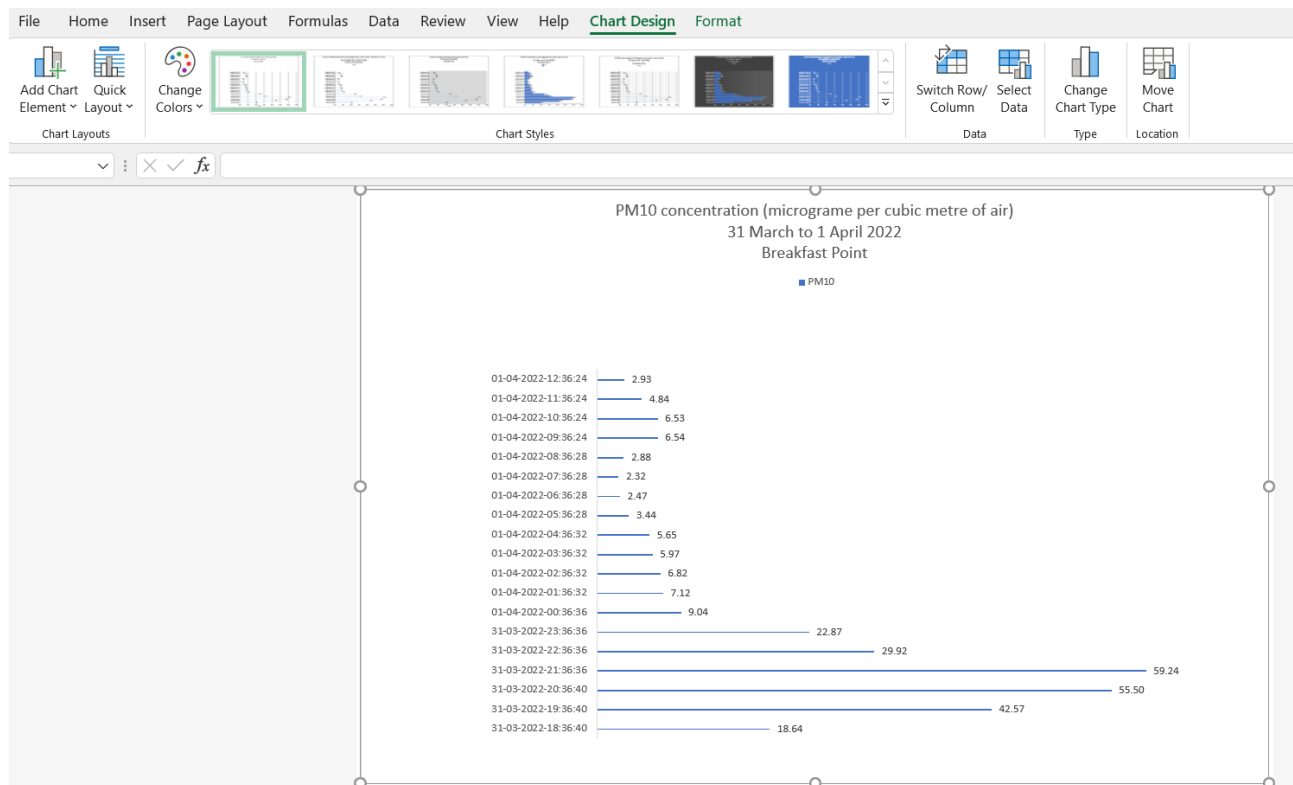 File Home Insert Page Layout Formulas Data Review View Help Chart Design Format
Add Chart Element
Quick Layout
Change Colors
Switch Row/ Column
Select Data
Change Chart Type
Move Chart
Chart Layouts
Chart Styles
Data
Type
Location
fx
PM10 concentration (micrograme per cubic metre of air)
31 March to 1 April 2022
Breakfast Point
PM10
01-04-2022-12:36:24 2.93
01-04-2022-11:36:24 4.84
01-04-2022-10:36:24 6.53
01-04-2022-09:36:24 6.54
01-04-2022-08:36:28 2.88
01-04-2022-07:36:28 2.32
01-04-2022-06:36:28 2.47
01-04-2022-05:36:28 3.44
01-04-2022-04:36:32 5.65
01-04-2022-03:36:32 5.97
01-04-2022-02:36:32 6.82
01-04-2022-01:36:32 7.12
01-04-2022-00:36:36 9.04
31-03-2022-23:36:36 22.87
31-03-2022-22:36:36 29.92
31-03-2022-21:36:36 59.24
31-03-2022-20:36:40 55.50
31-03-2022-19:36:40 42.57
31-03-2022-18:36:40 18.64